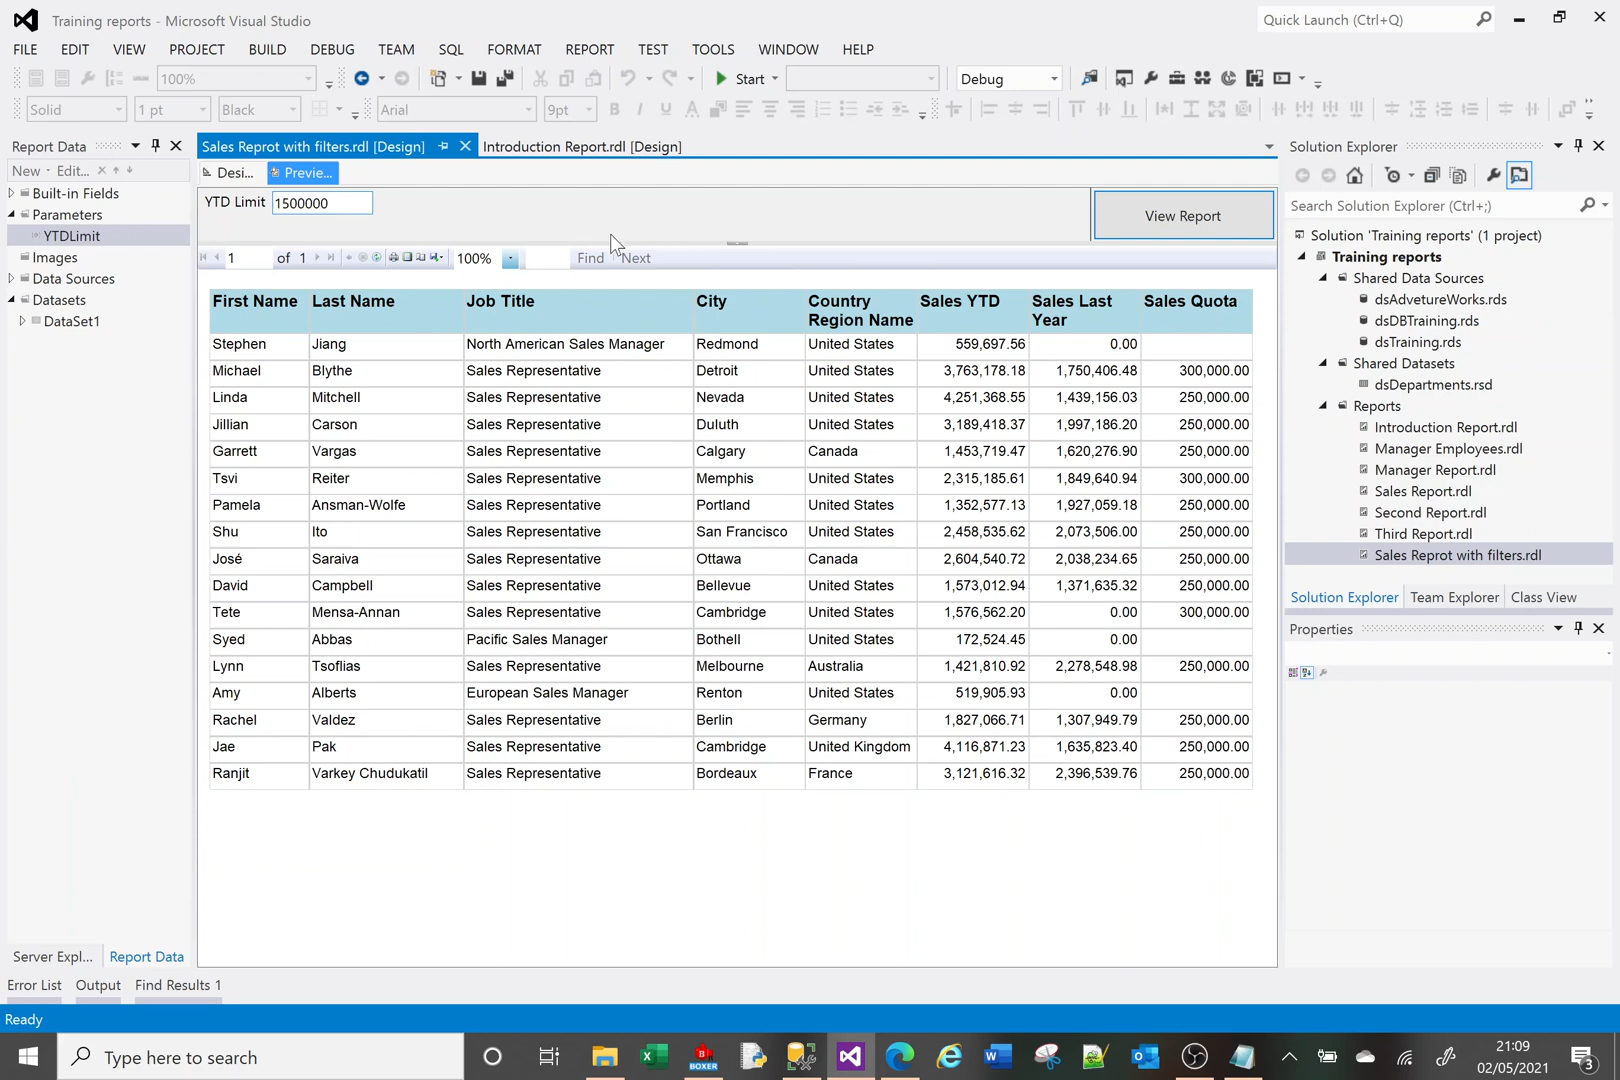 Training reports - Microsoft Visual Studio
Quick Launch (Ctrl+Q)
FILE EDIT VIEW PROJECT BUILD DEBUG TEAM SQL FORMAT REPORT TEST TOOLS WINDOW HELP
100% Start Debug
Solid 1 pt Black Arial 9pt B I U A
Report Data
Sales Reprot with filters.rdl [Design] Introduction Report.rdl [Design]
Solution Explorer
New Edit...
Desi... Previe...
Built-in Fields
Parameters
YTDLimit
Images
Data Sources
Datasets
DataSet1
YTD Limit 1500000
View Report
1 of 1 100% Find Next
First Name Last Name Job Title City Country Region Name Sales YTD Sales Last Year Sales Quota
Stephen Jiang North American Sales Manager Redmond United States 559,697.56 0.00
Michael Blythe Sales Representative Detroit United States 3,763,178.18 1,750,406.48 300,000.00
Linda Mitchell Sales Representative Nevada United States 4,251,368.55 1,439,156.03 250,000.00
Jillian Carson Sales Representative Duluth United States 3,189,418.37 1,997,186.20 250,000.00
Garrett Vargas Sales Representative Calgary Canada 1,453,719.47 1,620,276.90 250,000.00
Tsvi Reiter Sales Representative Memphis United States 2,315,185.61 1,849,640.94 300,000.00
Pamela Ansman-Wolfe Sales Representative Portland United States 1,352,577.13 1,927,059.18 250,000.00
Shu Ito Sales Representative San Francisco United States 2,458,535.62 2,073,506.00 250,000.00
José Saraiva Sales Representative Ottawa Canada 2,604,540.72 2,038,234.65 250,000.00
David Campbell Sales Representative Bellevue United States 1,573,012.94 1,371,635.32 250,000.00
Tete Mensa-Annan Sales Representative Cambridge United States 1,576,562.20 0.00 300,000.00
Syed Abbas Pacific Sales Manager Bothell United States 172,524.45 0.00
Lynn Tsoflias Sales Representative Melbourne Australia 1,421,810.92 2,278,548.98 250,000.00
Amy Alberts European Sales Manager Renton United States 519,905.93 0.00
Rachel Valdez Sales Representative Berlin Germany 1,827,066.71 1,307,949.79 250,000.00
Jae Pak Sales Representative Cambridge United Kingdom 4,116,871.23 1,635,823.40 250,000.00
Ranjit Varkey Chudukatil Sales Representative Bordeaux France 3,121,616.32 2,396,539.76 250,000.00
Search Solution Explorer (Ctrl+;)
Solution 'Training reports' (1 project)
Training reports
Shared Data Sources
dsAdvetureWorks.rds
dsDBTraining.rds
dsTraining.rds
Shared Datasets
dsDepartments.rsd
Reports
Introduction Report.rdl
Manager Employees.rdl
Manager Report.rdl
Sales Report.rdl
Second Report.rdl
Third Report.rdl
Sales Reprot with filters.rdl
Solution Explorer Team Explorer Class View
Properties
Server Expl... Report Data
Error List Output Find Results 1
Ready
Type here to search
BOXER
21:09
02/05/2021
3